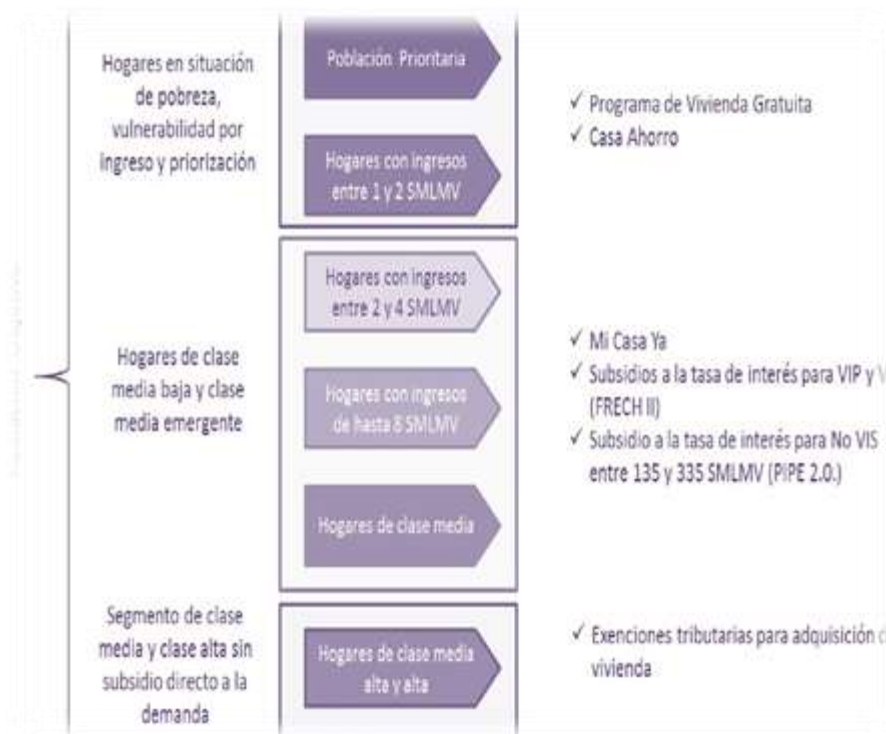 Hogares en situación
de pobreza,
vulnerabilidad por
ingreso y priorización
Población Prioritaria
Hogares con ingresos
entre 1 y 2 SMLMV
✓ Programa de Vivienda Gratuita
✓ Casa Ahorro
Hogares de clase
media baja y clase
media emergente
Hogares con ingresos
entre 2 y 4 SMLMV
Hogares con ingresos
de hasta 8 SMLMV
Hogares de clase media
✓ Mi Casa Ya
✓ Subsidios a la tasa de interés para VIP y V
(FRECH II)
✓ Subsidio a la tasa de interés para No VIS
entre 135 y 335 SMLMV (PIPE 2.0.)
Segmento de clase
media y clase alta sin
subsidio directo a la
demanda
Hogares de clase media
alta y alta
✓ Exenciones tributarias para adquisición d
vivienda